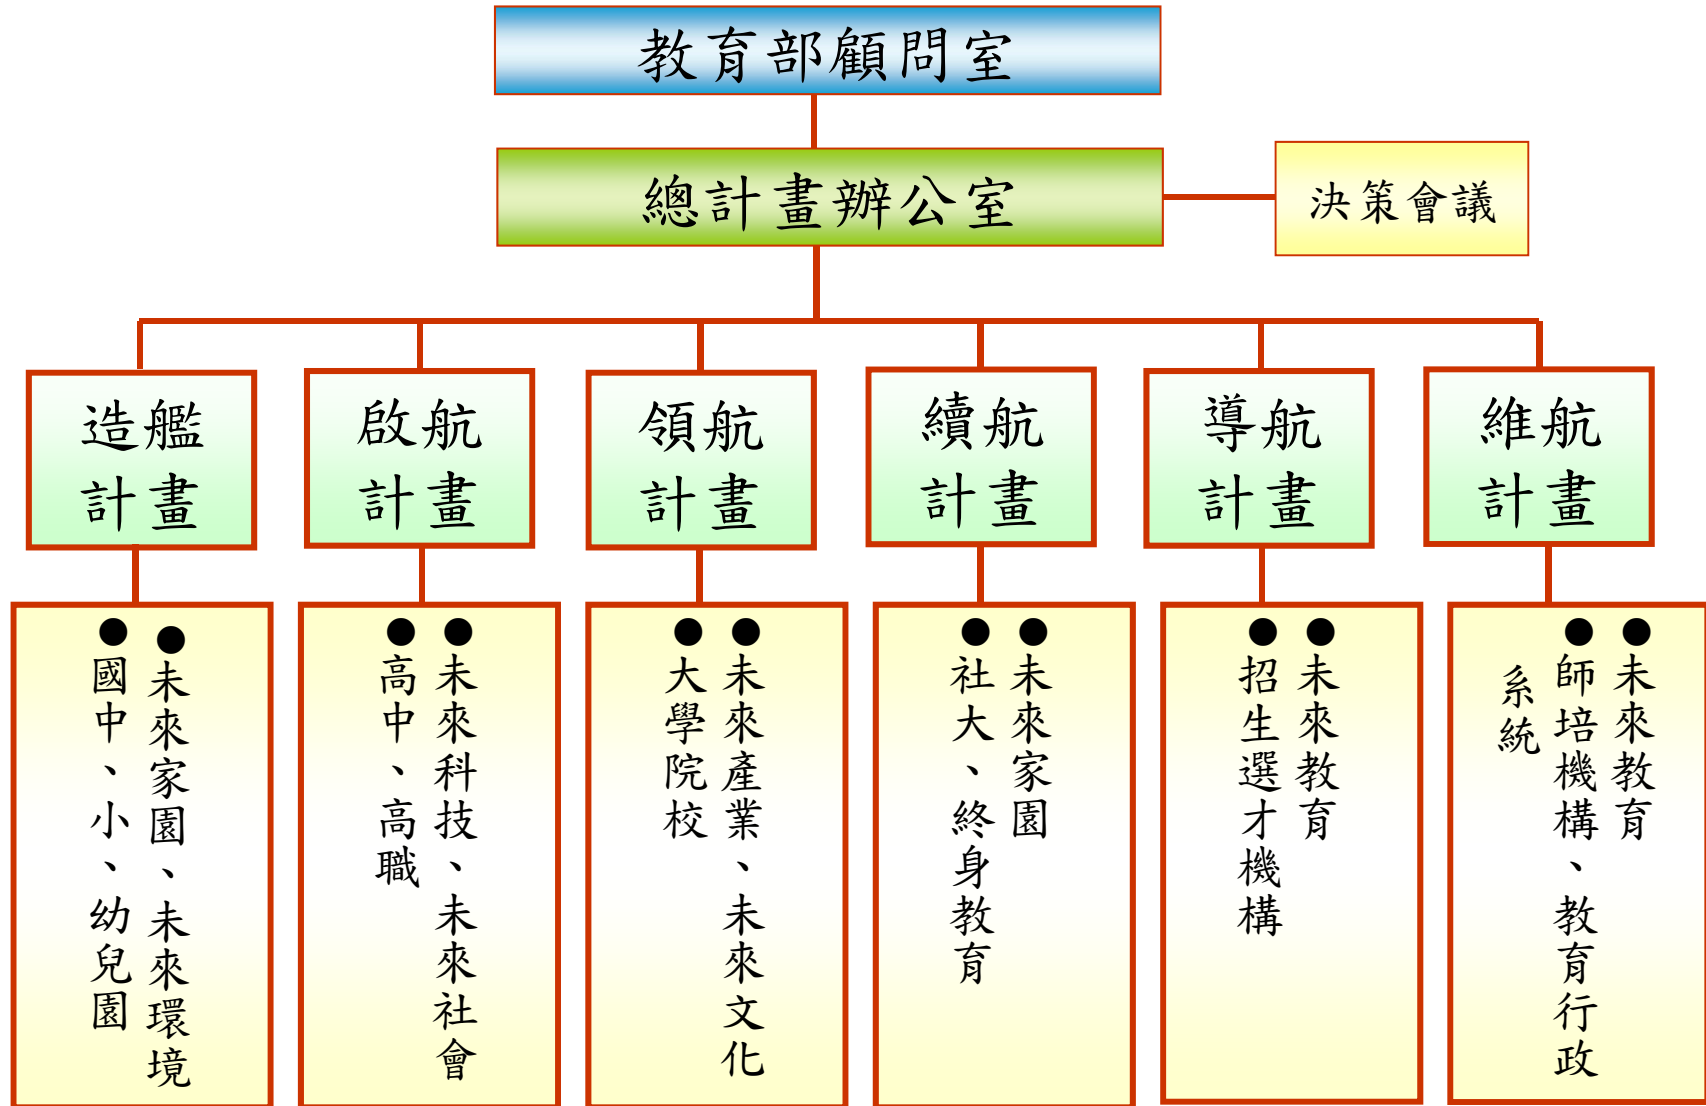 教育部顧問室
總計畫辦公室
決策會議
造艦
計畫
啟航
計畫
領航
計畫
續航
計畫
導航
計畫
維航
計畫
●未來家園、未來環境
●國中、小、幼兒園
●未來科技、未來社會
●高中、高職
●未來產業、未來文化
●大學院校
●未來家園
●社大、終身教育
●未來教育
●招生選才機構
●未來教育
●師培機構、教育行政
系統